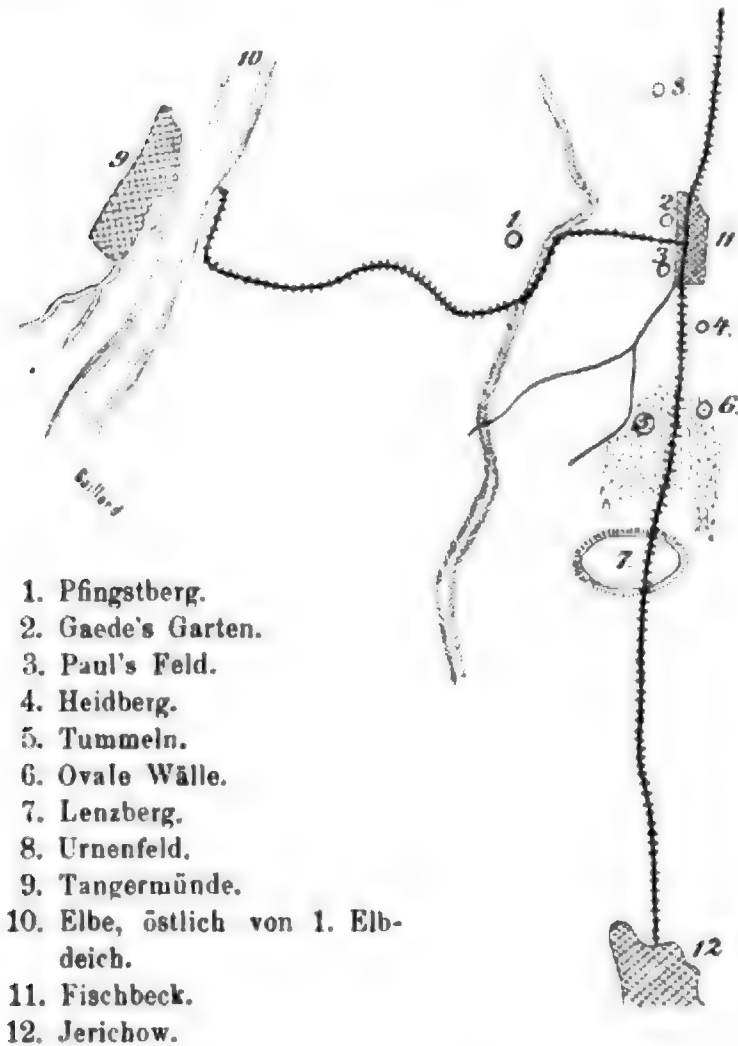 10
8.
9
2
1
11
3
4.
6.
5
7.
1. Pfingstberg.
2. Gaede's Garten.
3. Paul's Feld.
4. Heidberg.
5. Tummeln.
6. Ovale Wälle.
7. Lenzberg.
8. Urnenfeld.
9. Tangermünde.
10. Elbe, östlich von 1. Elb-
deich.
11. Fischbeck.
12. Jerichow.
12